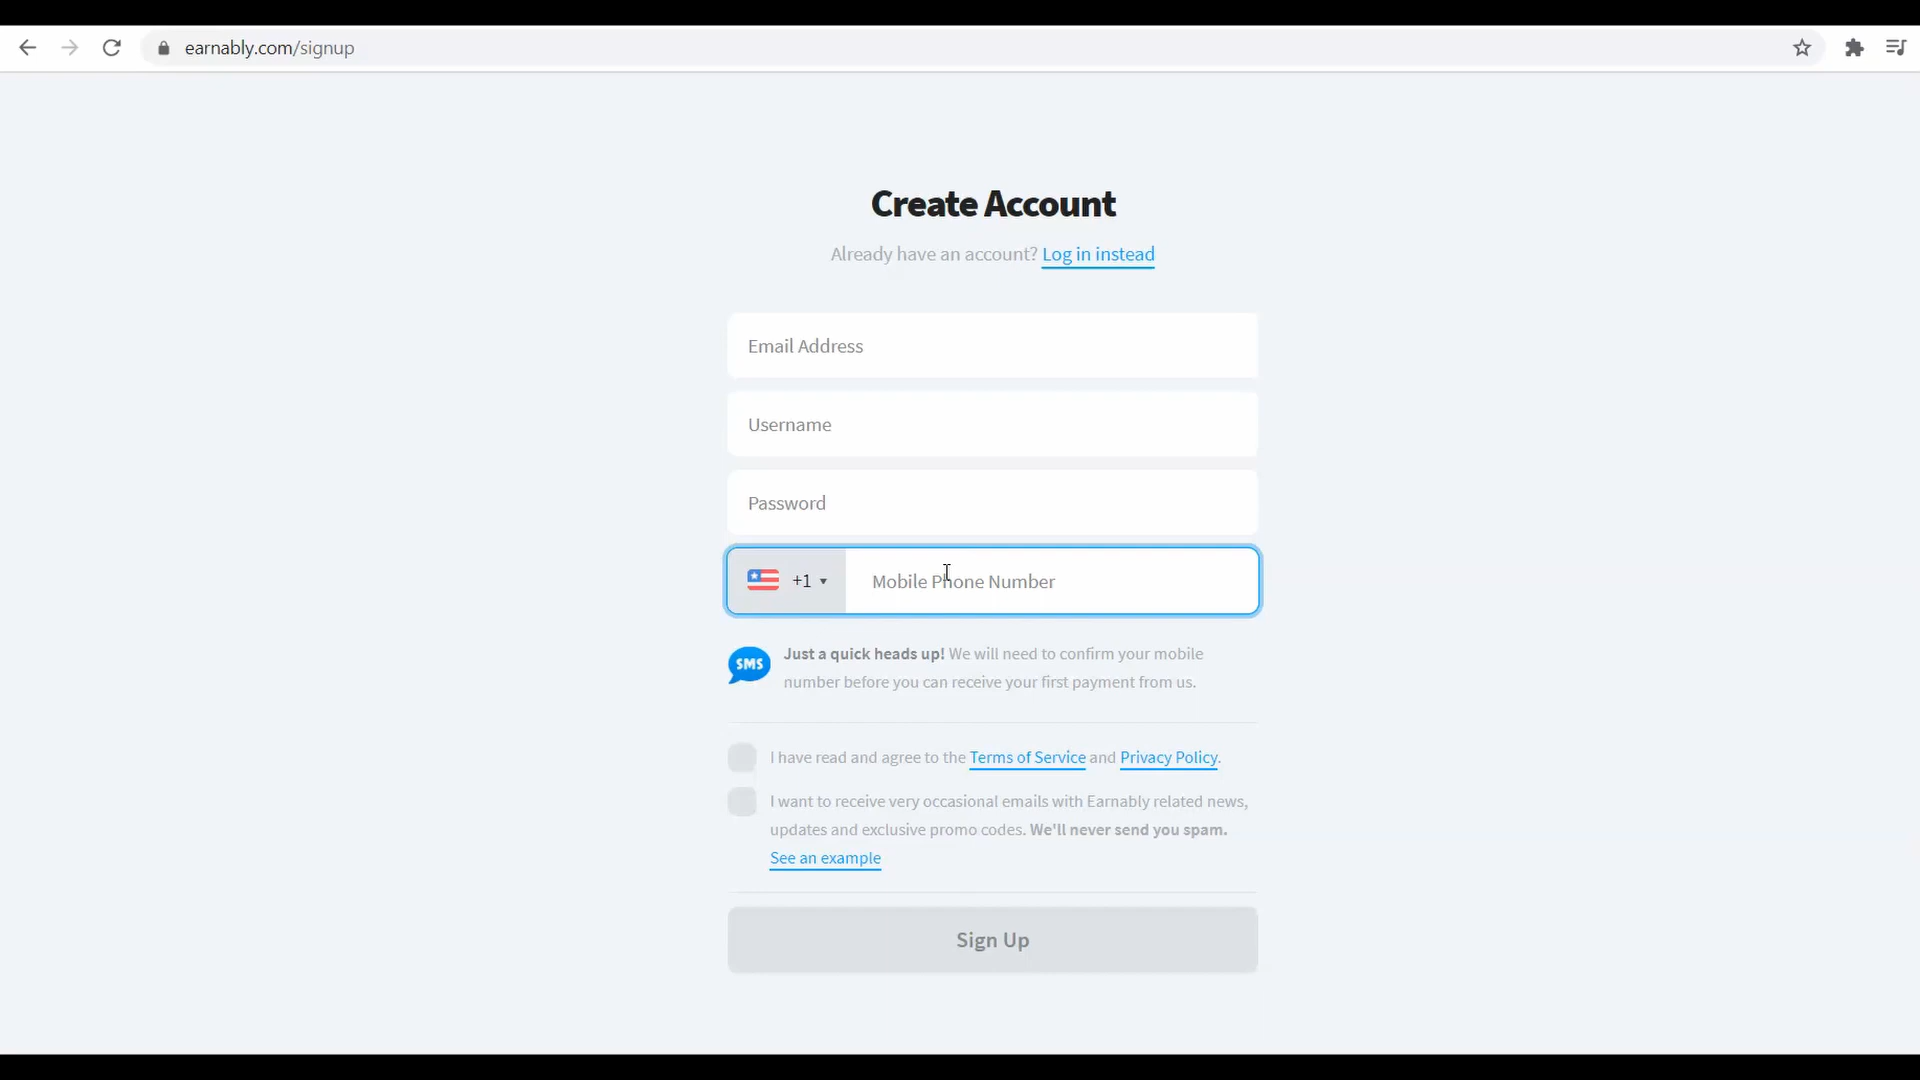 earnably.com/signup
Create Account
Already have an account? Log in instead
Email Address
Username
Password
+1
Mobile Phone Number
SMS
Just a quick heads up! We will need to confirm your mobile
number before you can receive your first payment from us.
I have read and agree to the Terms of Service and Privacy Policy.
I want to receive very occasional emails with Earnably related news,
updates and exclusive promo codes. We'll never send you spam.
See an example
Sign Up